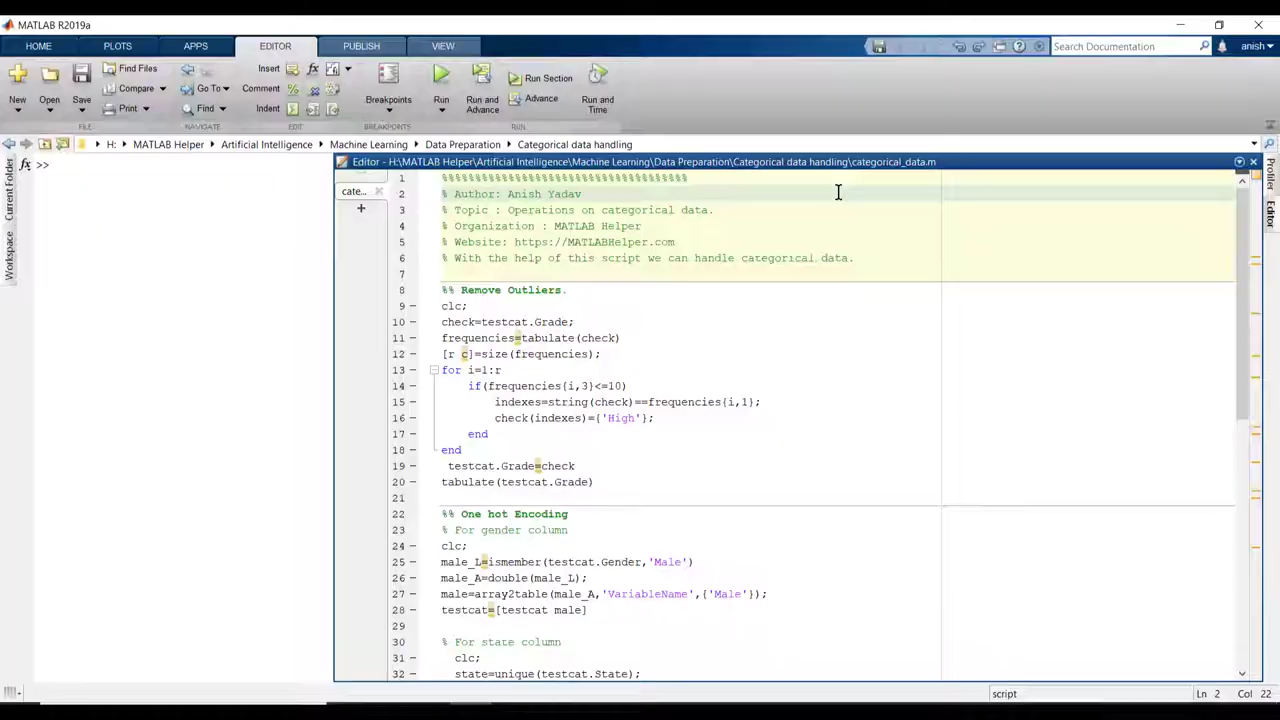 MATLAB R2019a
HOME PLOTS APPS EDITOR PUBLISH VIEW
Search Documentation
anish
New Open Save
Find Files
Compare
Print
FILE
Go To
Find
NAVIGATE
Insert
Comment
Indent
EDIT
Breakpoints
BREAKPOINTS
Run
Run and Advance
Run Section
Advance
Run and Time
RUN
H: MATLAB Helper Artificial Intelligence Machine Learning Data Preparation Categorical data handling
Current Folder
Workspace
fx >>
Editor - H:\MATLAB Helper\Artificial Intelligence\Machine Learning\Data Preparation\Categorical data handling\categorical_data.m
cate...
Profiler
Editor
1 %%%%%%%%%%%%%%%%%%%%%%%%%%%%%%%%%%%%%
2 % Author: Anish Yadav
3 % Topic : Operations on categorical data.
4 % Organization : MATLAB Helper
5 % Website: https://MATLABHelper.com
6 % With the help of this script we can handle categorical data.
7
8 %% Remove Outliers.
9 – clc;
10 – check=testcat.Grade;
11 – frequencies=tabulate(check)
12 – [r c]=size(frequencies);
13 – for i=1:r
14 – if(frequencies{i,3}<=10)
15 – indexes=string(check)==frequencies{i,1};
16 – check(indexes)={'High'};
17 – end
18 – end
19 – testcat.Grade=check
20 – tabulate(testcat.Grade)
21
22 %% One hot Encoding
23 % For gender column
24 – clc;
25 – male_L=ismember(testcat.Gender,'Male')
26 – male_A=double(male_L);
27 – male=array2table(male_A,'VariableName',{'Male'});
28 – testcat=[testcat male]
29
30 % For state column
31 – clc;
32 – state=unique(testcat.State);
script Ln 2 Col 22